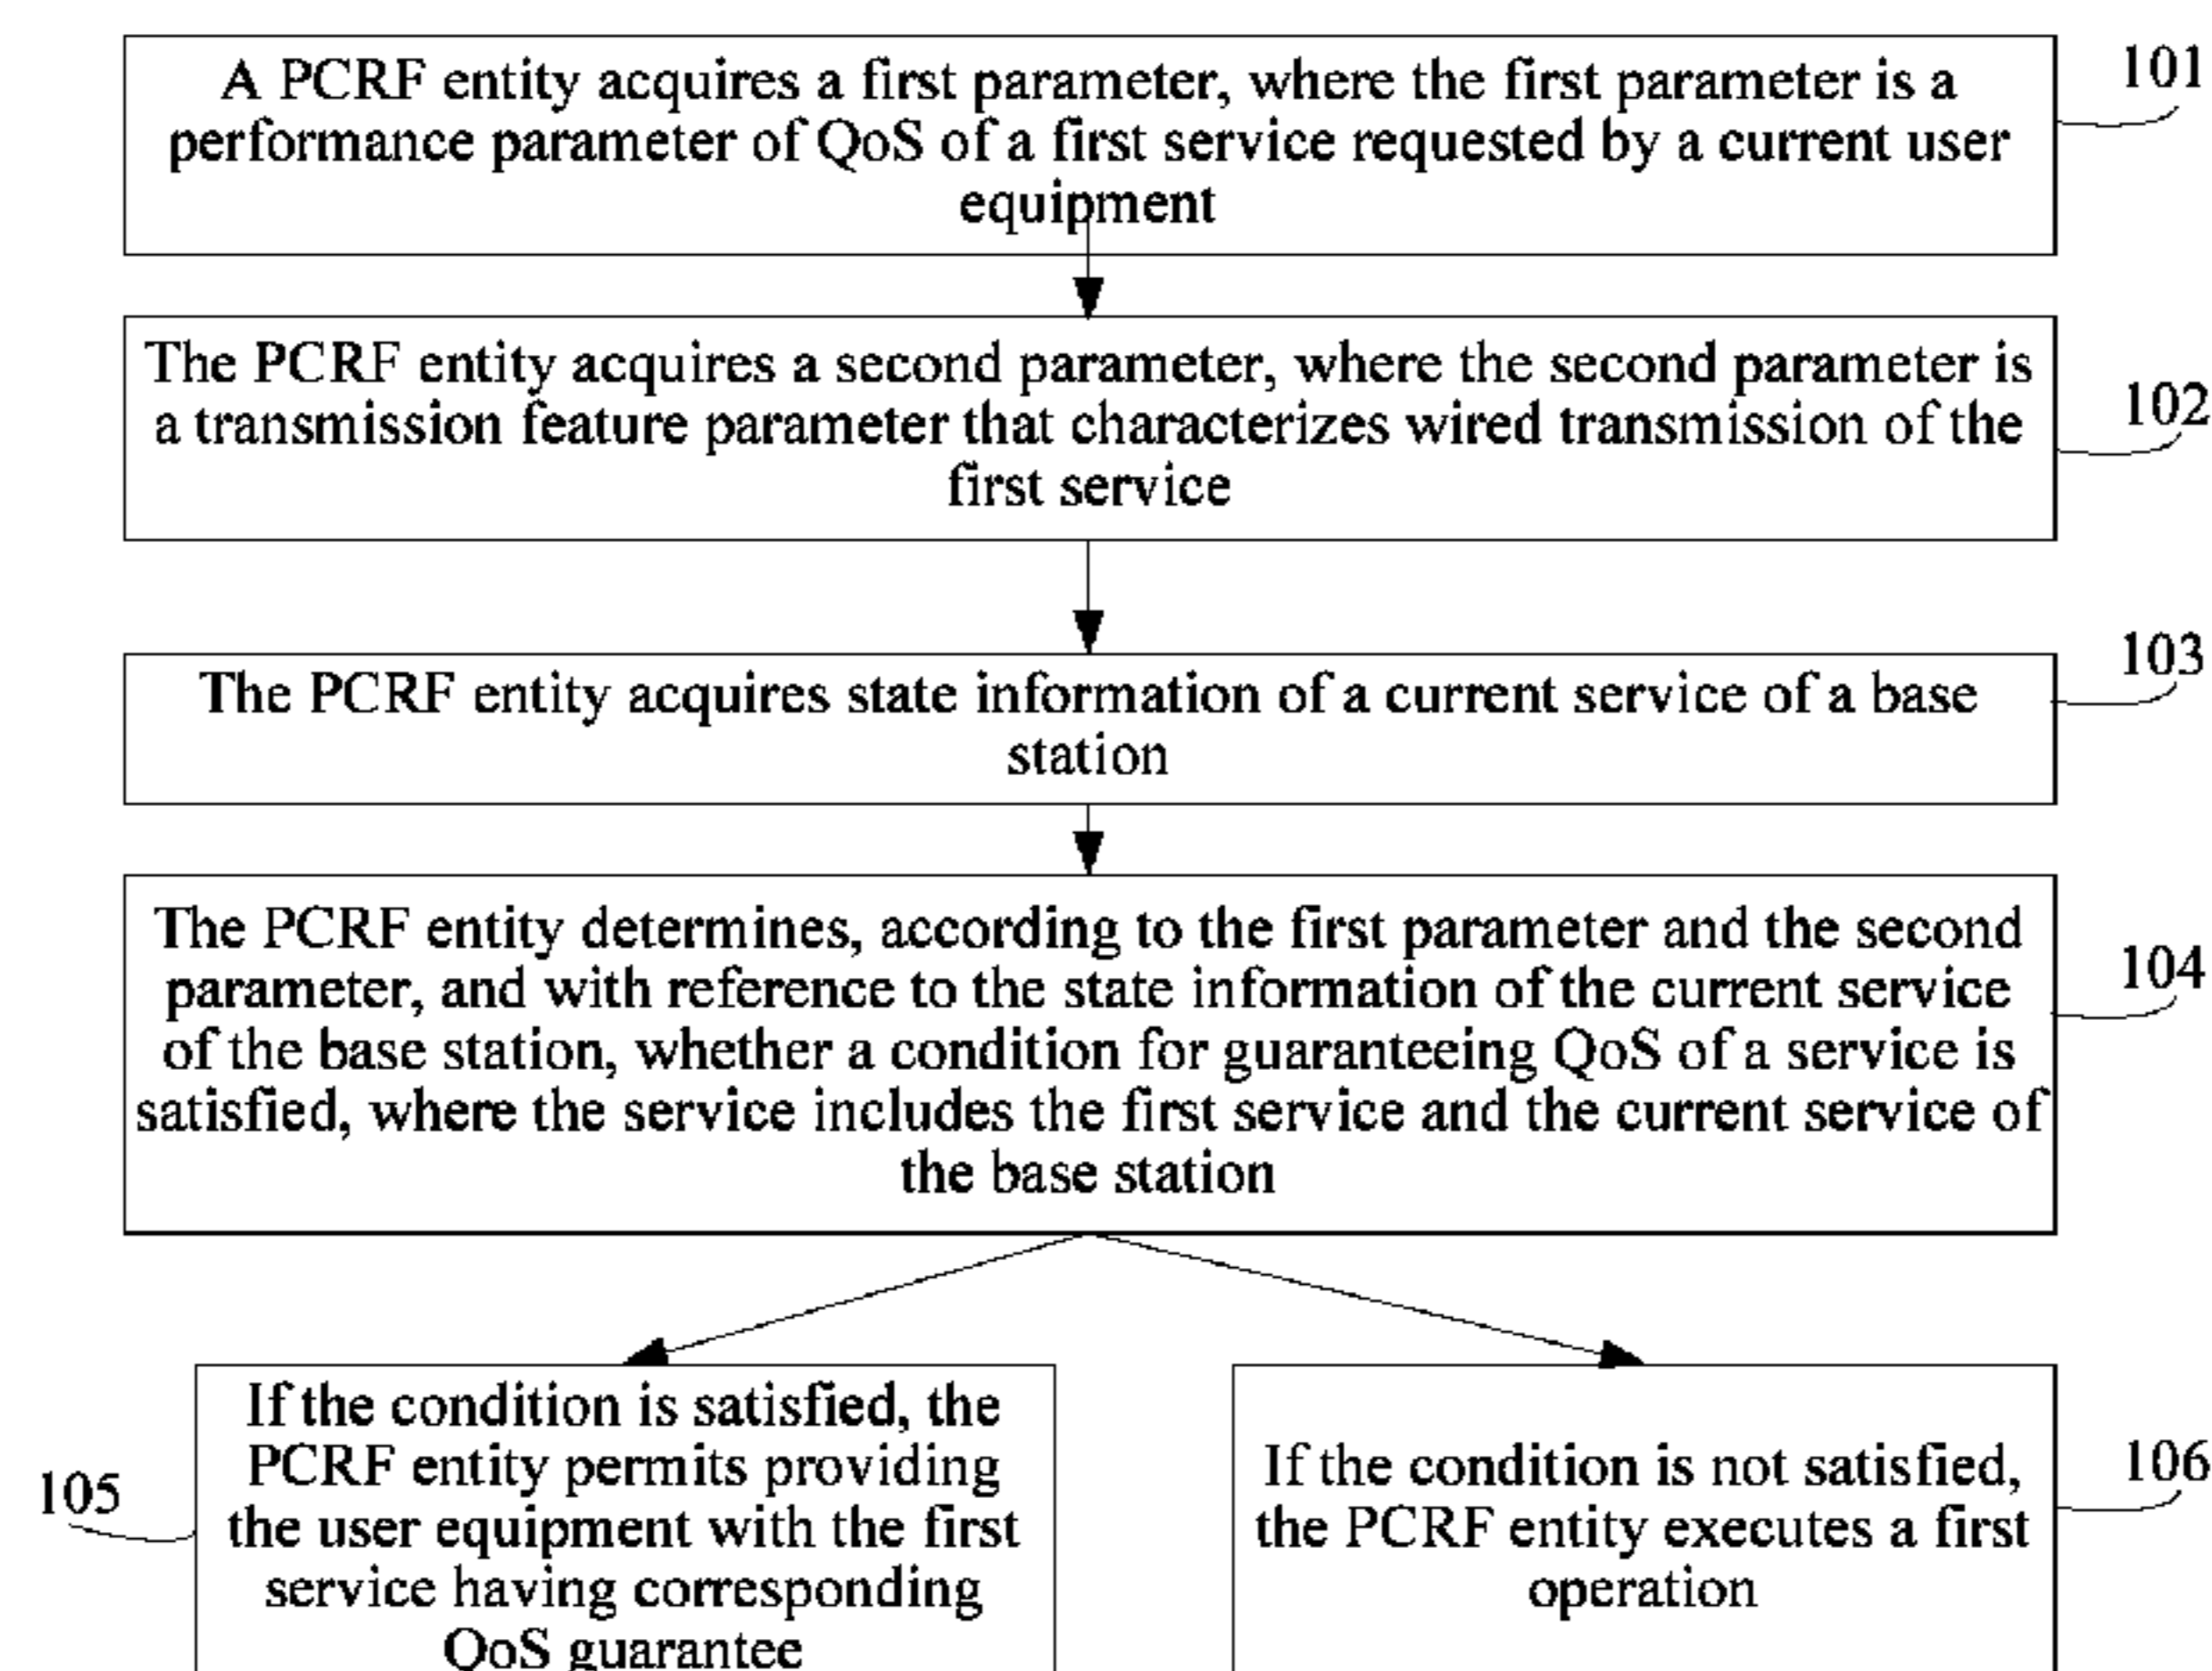 A PCRF entity acquires a first parameter, where the first parameter is a
performance parameter of QoS of a first service requested by a current user
equipment
101
The PCRF entity acquires a second parameter, where the second parameter is
a transmission feature parameter that characterizes wired transmission of the
first service
102
The PCRF entity acquires state information of a current service of a base
station
103
The PCRF entity determines, according to the first parameter and the second
parameter, and with reference to the state information of the current service
of the base station, whether a condition for guaranteeing QoS of a service is
satisfied, where the service includes the first service and the current service of
the base station
104
105
If the condition is satisfied, the
PCRF entity permits providing
the user equipment with the first
service having corresponding
QoS guarantee
If the condition is not satisfied,
the PCRF entity executes a first
operation
106